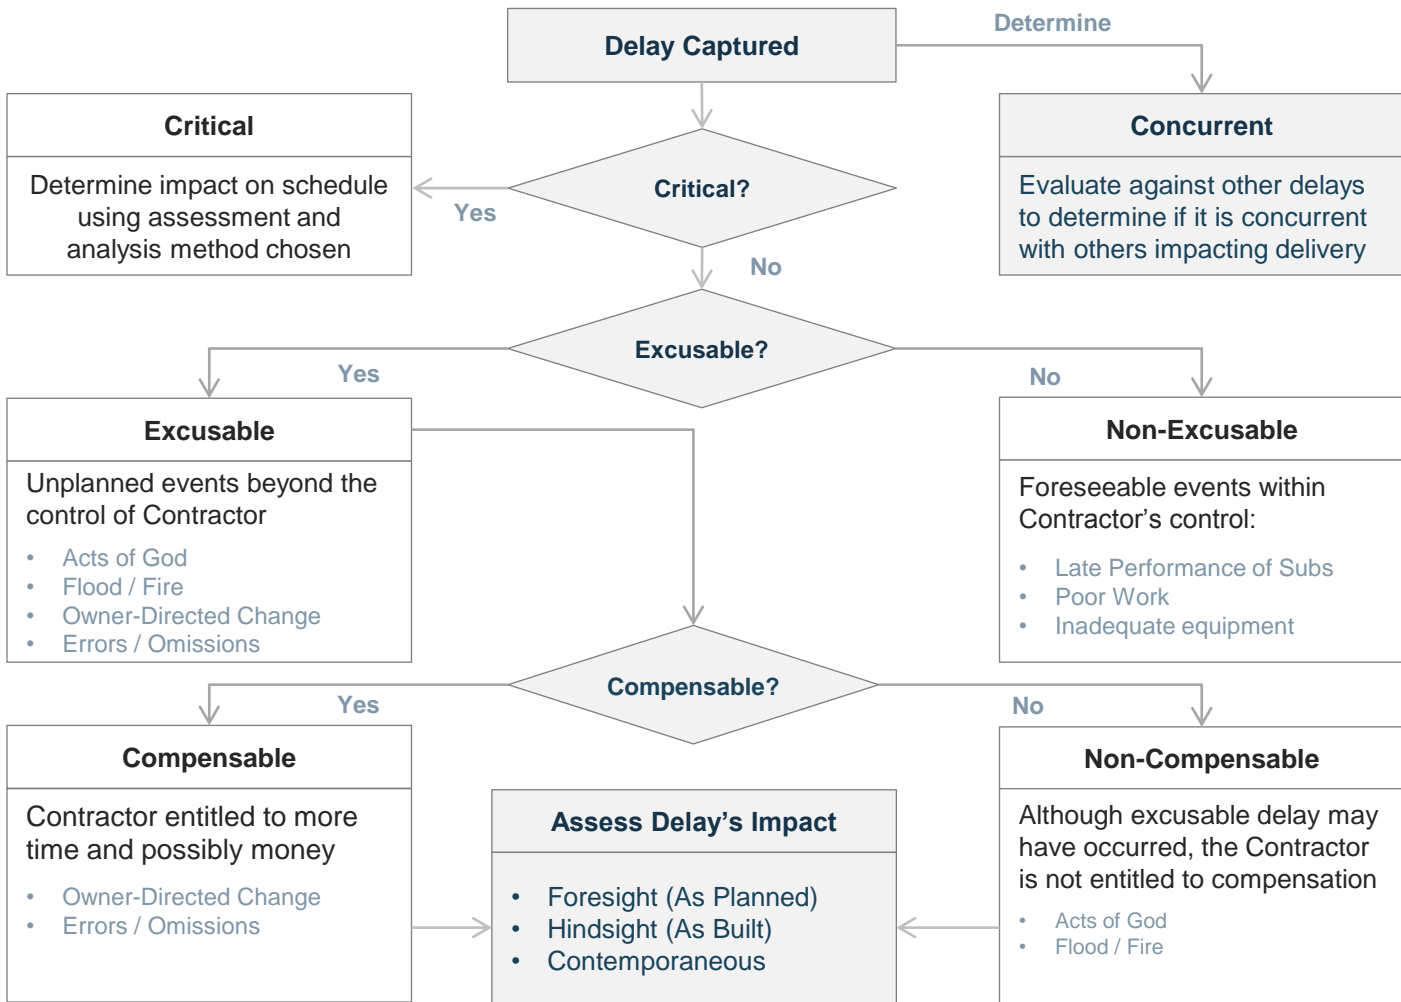 Delay Captured
Determine
Critical
Determine impact on schedule
using assessment and
analysis method chosen
Critical?
Yes
No
Concurrent
Evaluate against other delays
to determine if it is concurrent
with others impacting delivery
Excusable?
Yes
No
Excusable
Unplanned events beyond the
control of Contractor
• Acts of God
• Flood / Fire
• Owner-Directed Change
• Errors / Omissions
Non-Excusable
Foreseeable events within
Contractor’s control:
• Late Performance of Subs
• Poor Work
• Inadequate equipment
Compensable?
Yes
No
Compensable
Contractor entitled to more
time and possibly money
• Owner-Directed Change
• Errors / Omissions
Assess Delay’s Impact
• Foresight (As Planned)
• Hindsight (As Built)
• Contemporaneous
Non-Compensable
Although excusable delay may
have occurred, the Contractor
is not entitled to compensation
• Acts of God
• Flood / Fire